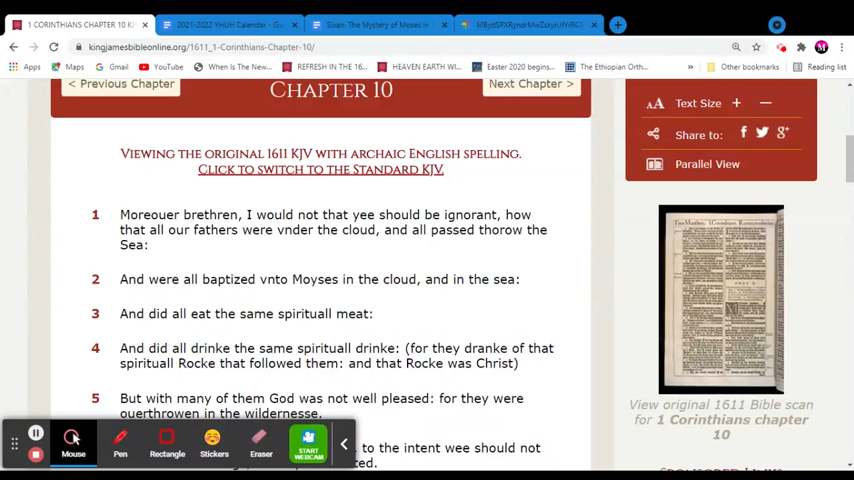 1 CORINTHIANS CHAPTER 10 K
2021-2022 YHUH Calendar - Go
Sivan: The Mystery of Moses In
kingjamesbibleonline.org/1611_1-Corinthians-Chapter-10/
Apps
Gmail
YouTube
When Is The New...
REFRESH IN THE 16...
HEAVEN EARTH WI...
Easter 2020 begins...
The Ethiopian Orth...
»
Other bookmarks
Reading list
< Previous Chapter
Chapter 10
Next Chapter >
Viewing the original 1611 KJV with archaic English spelling.
Click to switch to the Standard KJV.
1 Moreouer brethren, I would not that yee should be ignorant, how
that all our fathers were vnder the cloud, and all passed thorow the
Sea:
2 And were all baptized vnto Moyses in the cloud, and in the sea:
3 And did all eat the same spirituall meat:
4 And did all drinke the same spirituall drinke: (for they dranke of that
spirituall Rocke that followed them: and that Rocke was Christ)
5 But with many of them God was not well pleased: for they were
ouerthrowen in the wildernesse.
to the intent wee should not
ted.
AA Text Size + —
Share to:
Parallel View
View original 1611 Bible scan
for 1 Corinthians chapter
10
Sponsored Links
Mouse
Pen
Rectangle
Stickers
Eraser
START
WEBCAM